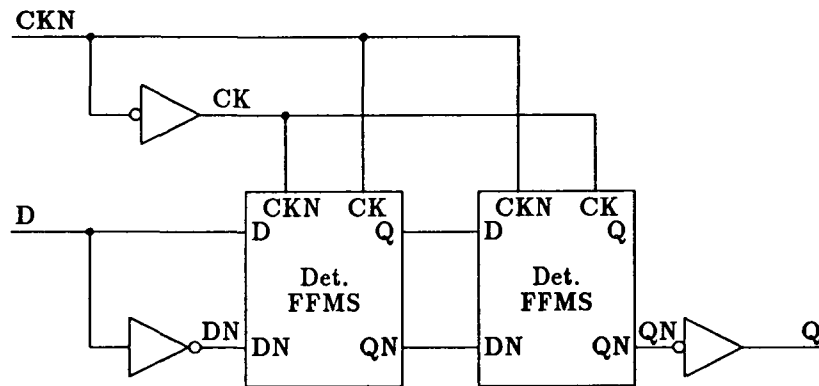 CKN
CK
CKN CK
CKN CK
D
D Q
D Q
Det.
FFMS
Det.
FFMS
DN
DN QN
DN QN
QN
Q